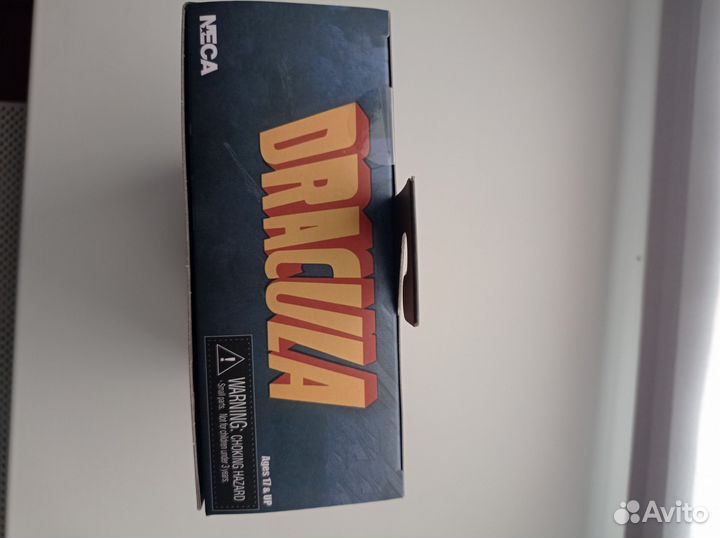 NECA
DRACULA
WARNING: CHOKING HAZARD
-Small parts. Not for children under 3 years.
Ages 17 & UP
Avito